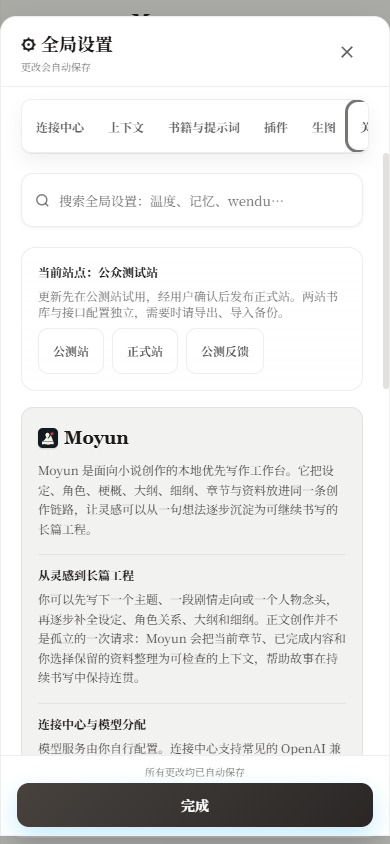 全局设置
更改会自动保存
连接中心 上下文 书籍与提示词 插件 生图
搜索全局设置：温度、记忆、wendu…
当前站点：公众测试站
更新先在公测站试用，经用户确认后发布正式站。两站书
库与接口配置独立，需要时请导出、导入备份。
公测站 正式站 公测反馈
Moyun
Moyun 是面向小说创作的本地优先写作工作台。它把设
定、角色、梗概、大纲、细纲、章节与资料放进同一条创
作链路，让灵感可以从一句想法逐步沉淀为可继续书写的
长篇工程。
从灵感到长篇工程
你可以先写下一个主题、一段剧情走向或一个人物念头，
再逐步补全设定、角色关系、大纲和细纲。正文创作并不
是孤立的一次请求：Moyun 会把当前章节、已完成内容和
你选择保留的资料整理为可检查的上下文，帮助故事在持
续书写中保持连贯。
连接中心与模型分配
模型服务由你自行配置。连接中心支持常见的 OpenAI 兼
所有更改均已自动保存
完成